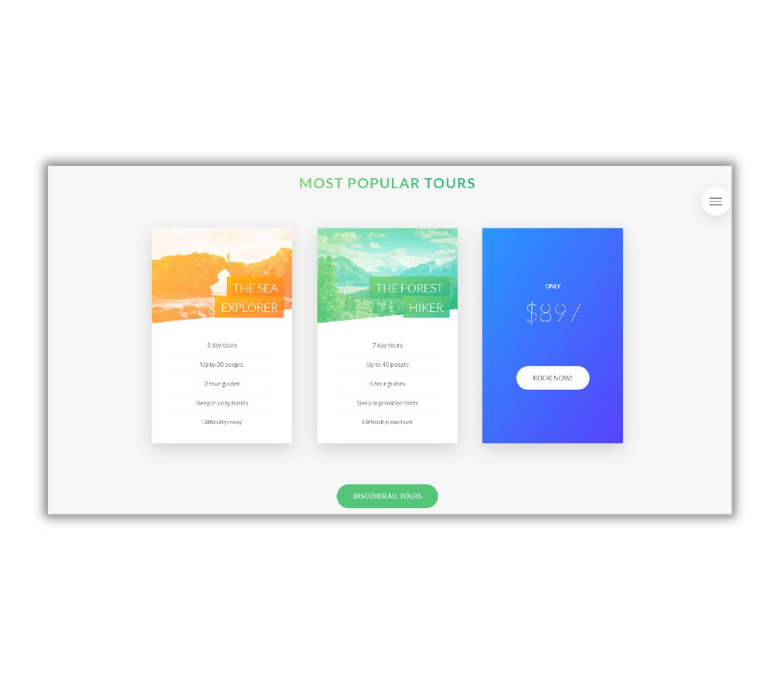 MOST POPULAR TOURS
THE SEA
EXPLORER
3 day tours
Up to 30 people
2 tour guides
Sleep in cozy hotels
Difficulty: easy
THE FOREST
HIKER
7 day tours
Up to 40 people
6 tour guides
Sleep in provided tents
Difficulty: medium
ONLY
$897
BOOK NOW!
DISCOVER ALL TOURS